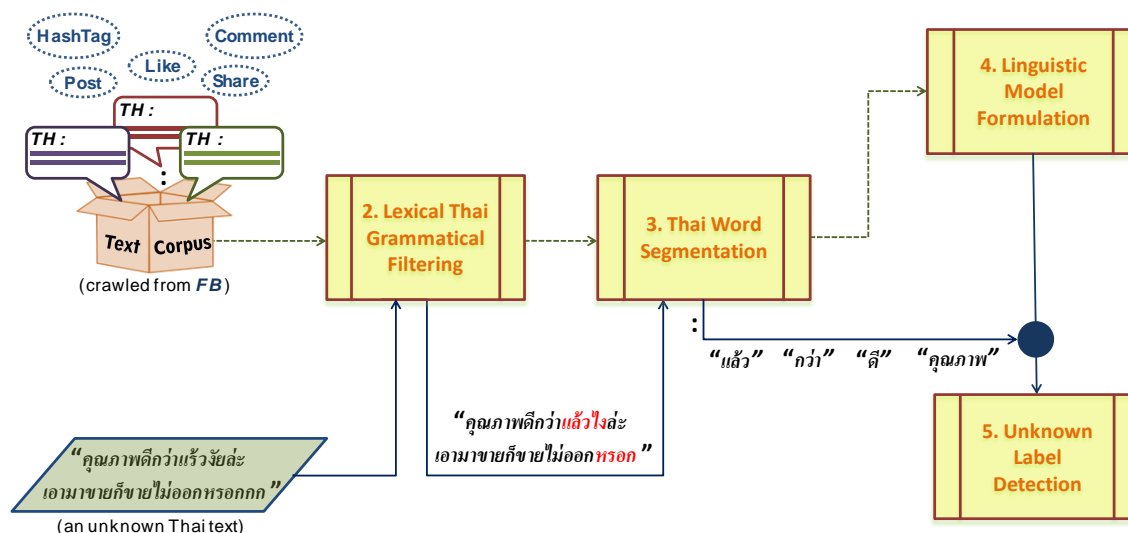 HashTag
Comment
Like
Post
Share
TH :
TH :
TH :
:
Text Corpus
(crawled from FB)
2. Lexical Thai
Grammatical
Filtering
3. Thai Word
Segmentation
4. Linguistic
Model
Formulation
:
“แล้ว” “กว่า” “ดี” “คุณภาพ”
“คุณภาพดีกว่าแล้วไงล่ะ
เอามาขายก็ขายไม่ออกหรอก”
5. Unknown
Label
Detection
“คุณภาพดีกว่าแร้วงัยล่ะ
เอามาขายก็ขายไม่ออกหรอกกก”
(an unknown Thai text)